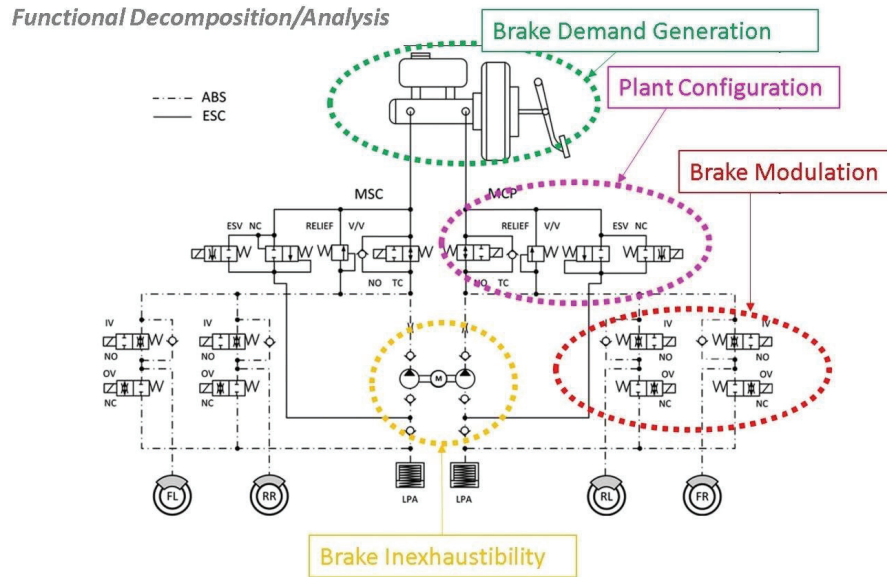 Functional Decomposition/Analysis
Brake Demand Generation
Plant Configuration
ABS
ESC
Brake Modulation
MSC
MCP
ESV NC
RELIEF
V/V
RELIEF
V/V
ESV NC
NO
TC
NO
TC
IV
IV
IV
IV
NO
NO
NO
NO
M
OV
OV
OV
OV
NC
NC
NC
NC
FL
RR
LPA
LPA
RL
FR
Brake Inexhaustibility